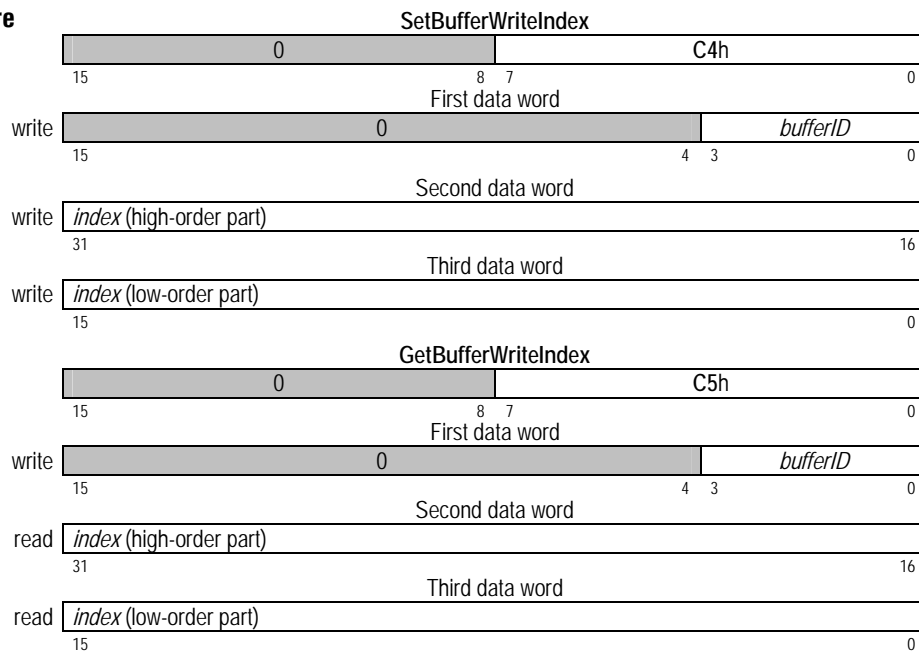 re
SetBufferWriteIndex
0 C4h
15 8 7 0
First data word
write 0 bufferID
15 4 3 0
Second data word
write index (high-order part)
31 16
Third data word
write index (low-order part)
15 0
GetBufferWriteIndex
0 C5h
15 8 7 0
First data word
write 0 bufferID
15 4 3 0
Second data word
read index (high-order part)
31 16
Third data word
read index (low-order part)
15 0